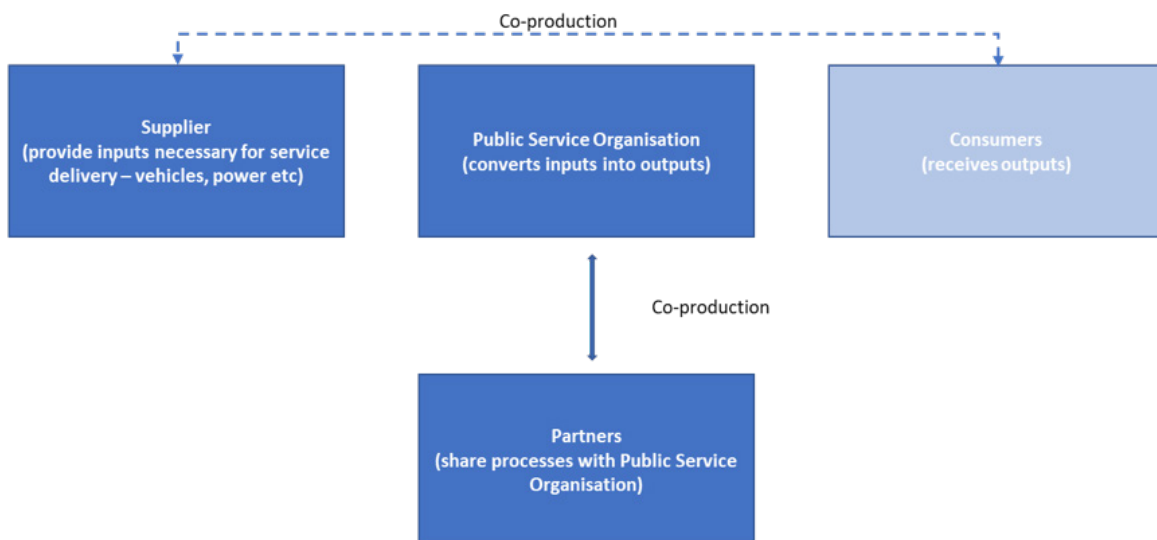 Co-production
Supplier
(provide inputs necessary for service
delivery – vehicles, power etc)
Public Service Organisation
(converts inputs into outputs)
Consumers
(receives outputs)
Co-production
Partners
(share processes with Public Service
Organisation)